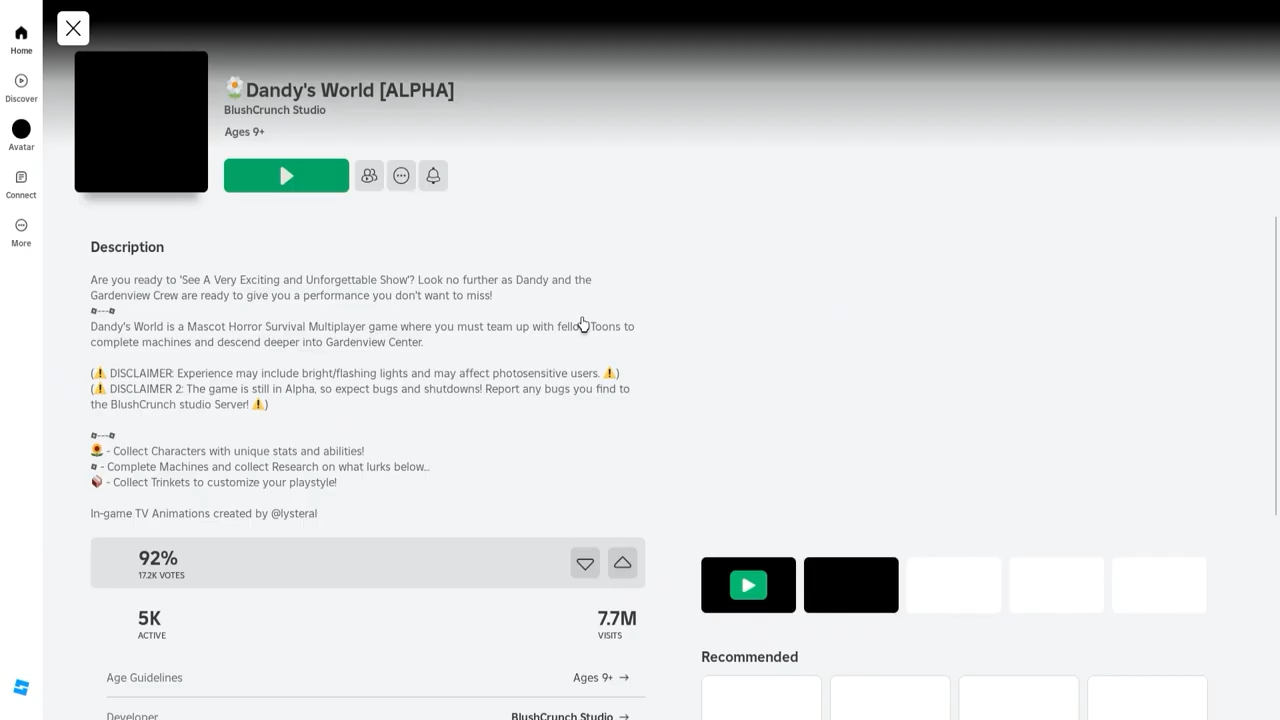 Home
Discover
Avatar
Connect
More
Dandy's World [ALPHA]
BlushCrunch Studio
Ages 9+
Description
Are you ready to 'See A Very Exciting and Unforgettable Show'? Look no further as Dandy and the
Gardenview Crew are ready to give you a performance you don't want to miss!
---
Dandy's World is a Mascot Horror Survival Multiplayer game where you must team up with fellow Toons to
complete machines and descend deeper into Gardenview Center.
(⚠️ DISCLAIMER: Experience may include bright/flashing lights and may affect photosensitive users. ⚠️)
(⚠️ DISCLAIMER 2: The game is still in Alpha, so expect bugs and shutdowns! Report any bugs you find to
the BlushCrunch studio Server! ⚠️)
---
🌻 - Collect Characters with unique stats and abilities!
- Complete Machines and collect Research on what lurks below...
- Collect Trinkets to customize your playstyle!
In-game TV Animations created by @lysteral
92%
17.2K VOTES
5K
ACTIVE
7.7M
VISITS
Age Guidelines
Ages 9+ →
Developer
BlushCrunch Studio →
Recommended